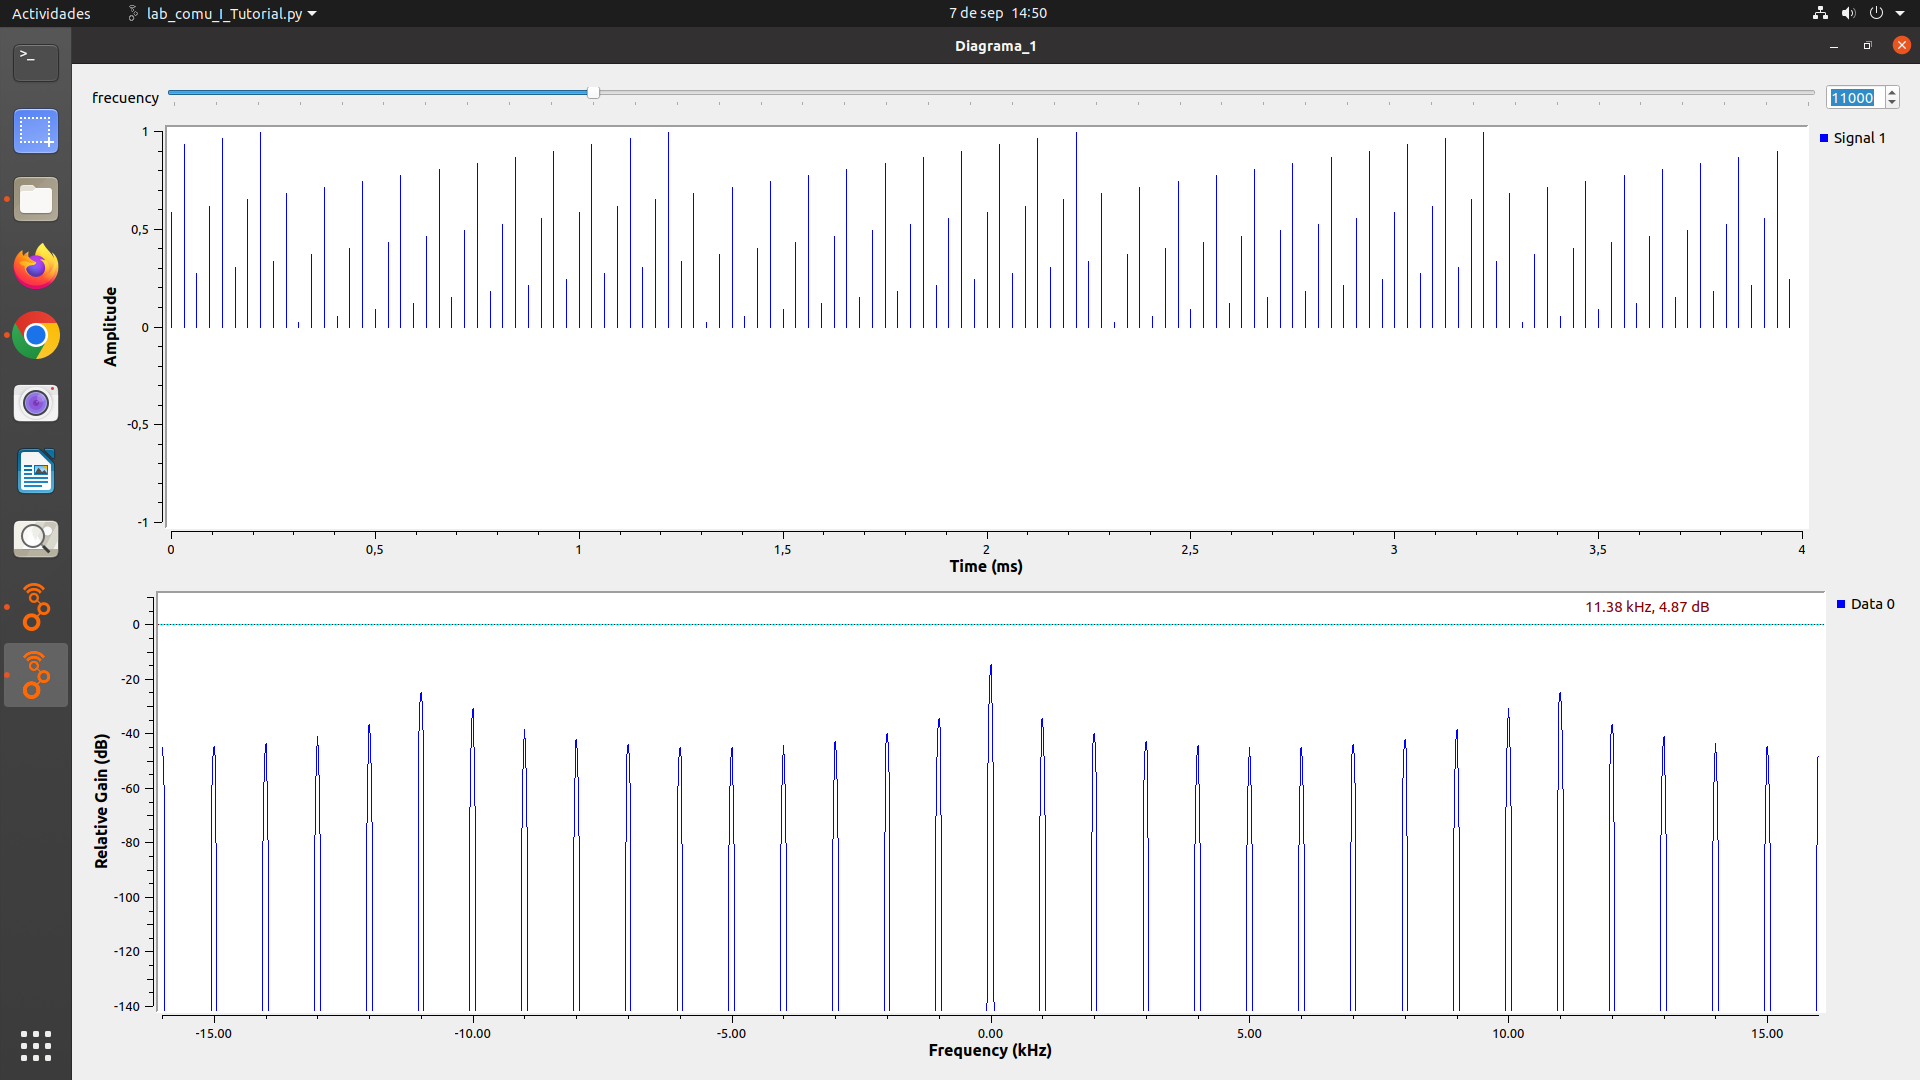 Actividades
lab_comu_I_Tutorial.py
7 de sep 14:50
Diagrama_1
>_
frecuency
11000
Signal 1
1
0,5
0
-0,5
-1
Amplitude
0 0,5 1 1,5 2 2,5 3 3,5 4
Time (ms)
11.38 kHz, 4.87 dB
Data 0
0
-20
-40
-60
-80
-100
-120
-140
Relative Gain (dB)
-15.00 -10.00 -5.00 0.00 5.00 10.00 15.00
Frequency (kHz)